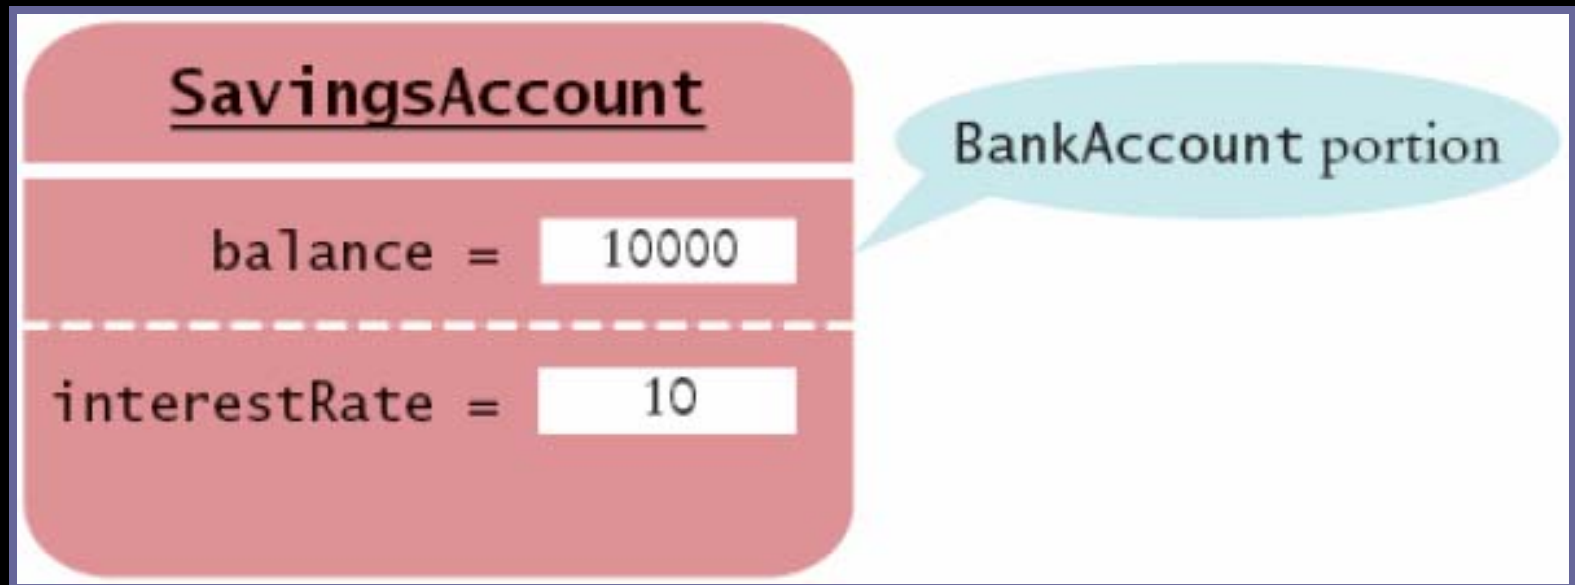 SavingsAccount
BankAccount portion
balance = 10000
interestRate = 10